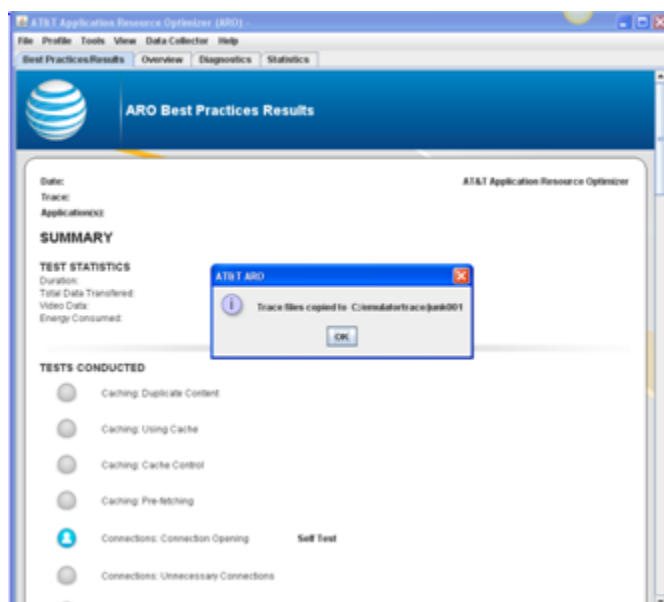 AT&T Application Resource Optimizer (ARO) -
File Profile Tools View Data Collector Help
Best Practices/Results Overview Diagnostics Statistics
ARO Best Practices Results
Date: AT&T Application Resource Optimizer
Trace:
Application(s):
SUMMARY
TEST STATISTICS
Duration:
Total Data Transferred:
Video Data:
Energy Consumed:
AT&T ARO
Trace files copied to C:/emulatortrace/junk001
OK
TESTS CONDUCTED
Caching: Duplicate Content
Caching: Using Cache
Caching: Cache Control
Caching: Pre-fetching
Connections: Connection Opening Self Test
Connections: Unnecessary Connections